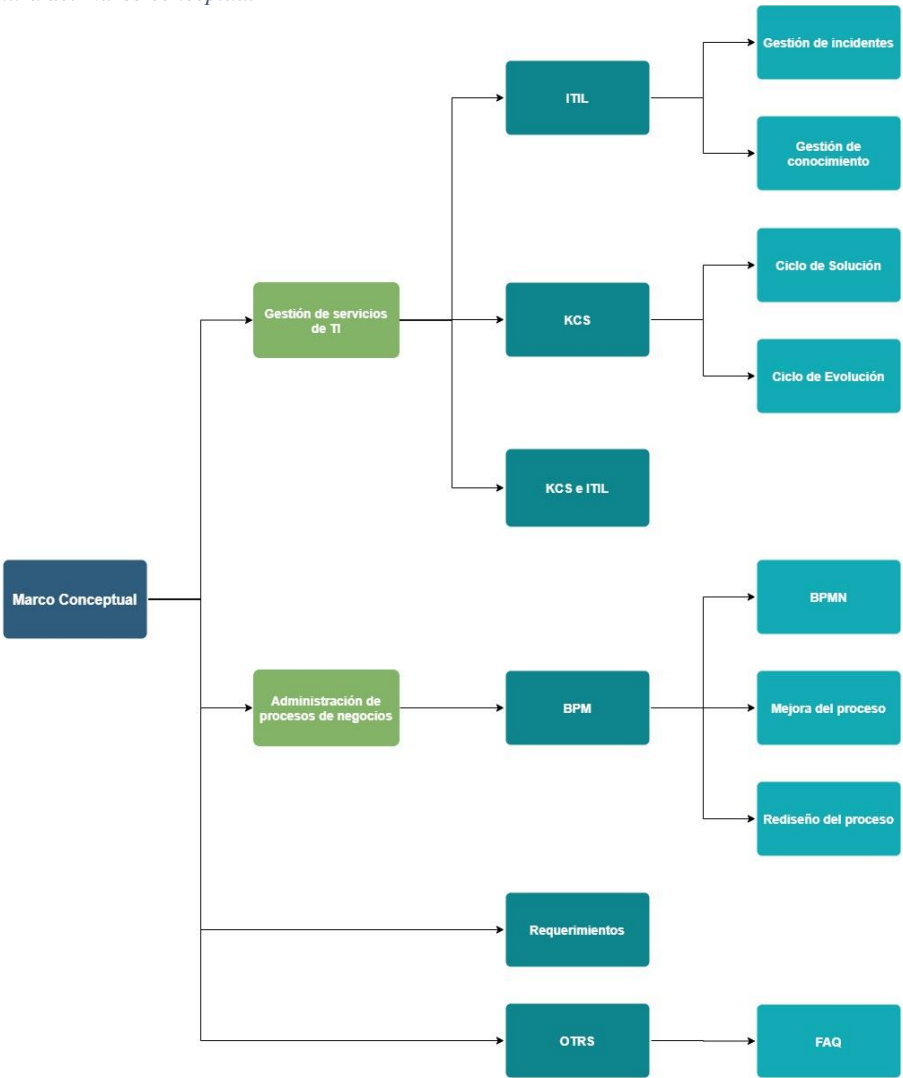 Gestión de incidentes
ITIL
Gestión de
conocimiento
Ciclo de Solución
Gestión de servicios
de TI
KCS
Ciclo de Evolución
KCS e ITIL
Marco Conceptual
BPMN
Administración de
procesos de negocios
BPM
Mejora del proceso
Rediseño del proceso
Requerimientos
OTRS
FAQ